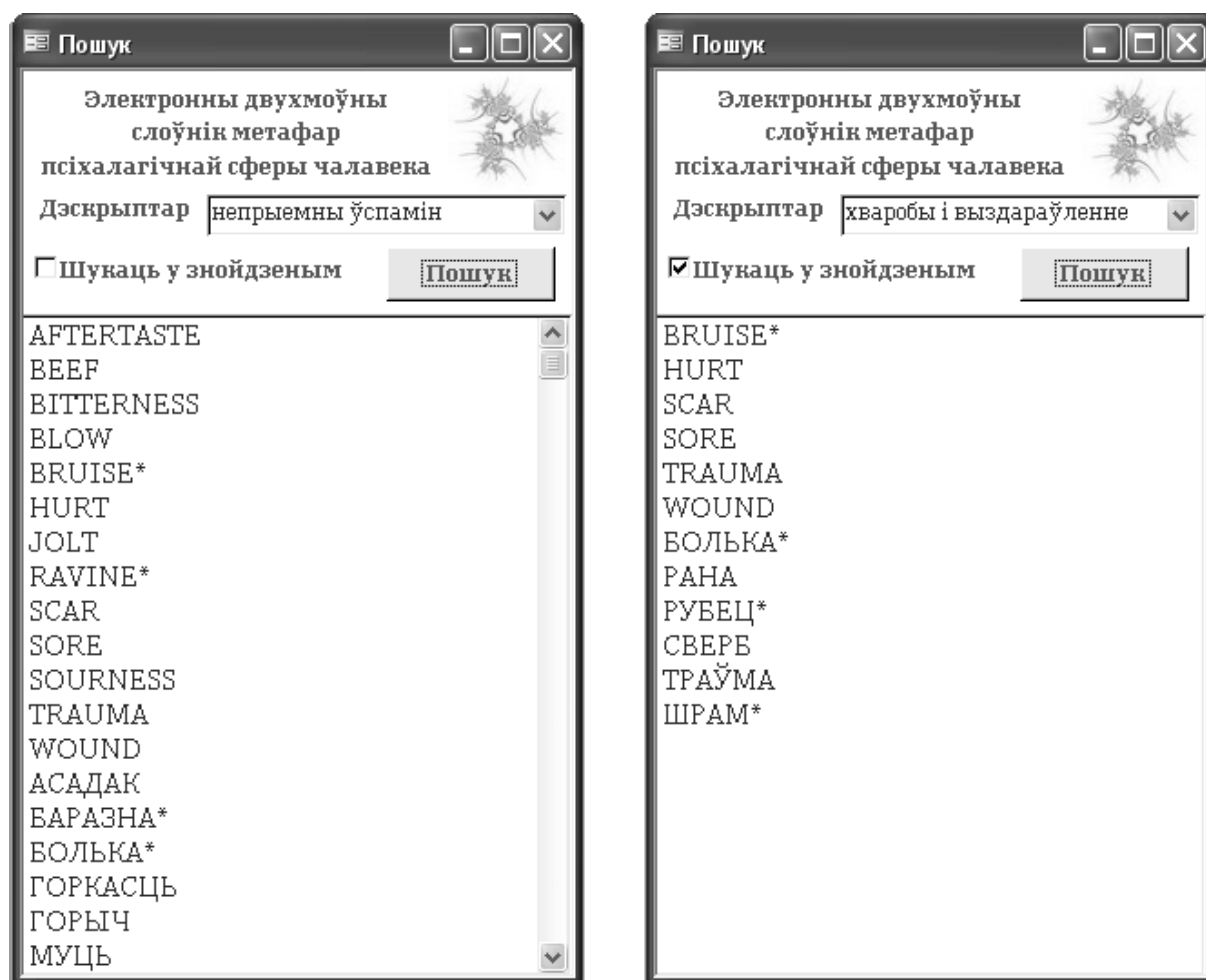 Пошук
Электронны двухмоўны
слоўнік метафар
псіхалагічнай сферы чалавека
Дэскрыптар непрыемны ўспамін
Шукаць у знойдзеным Пошук
AFTERTASTE
BEEF
BITTERNESS
BLOW
BRUISE*
HURT
JOLT
RAVINE*
SCAR
SORE
SOURNESS
TRAUMA
WOUND
АСАДАК
БАРАЗНА*
БОЛЬКА*
ГОРКАСЦЬ
ГОРЫЧ
МУЦЬ
Пошук
Электронны двухмоўны
слоўнік метафар
псіхалагічнай сферы чалавека
Дэскрыптар хваробы і выздараўленне
Шукаць у знойдзеным Пошук
BRUISE*
HURT
SCAR
SORE
TRAUMA
WOUND
БОЛЬКА*
РАНА
РУБЕЦ*
СВЕРБ
ТРАЎМА
ШРАМ*